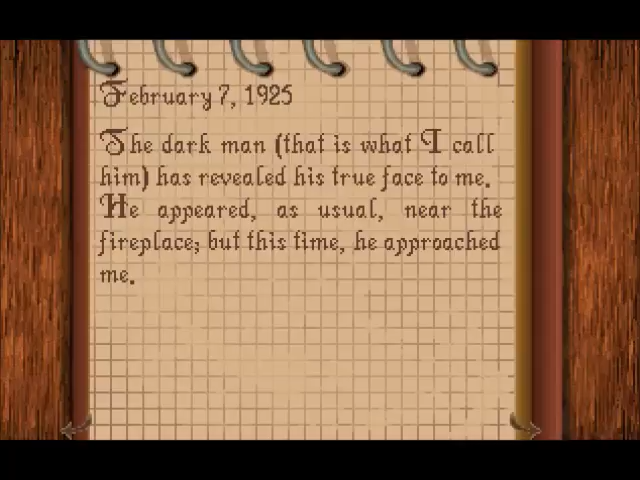 February 7, 1925
The dark man (that is what I call
him) has revealed his true face to me.
He appeared, as usual, near the
fireplace; but this time, he approached
me.